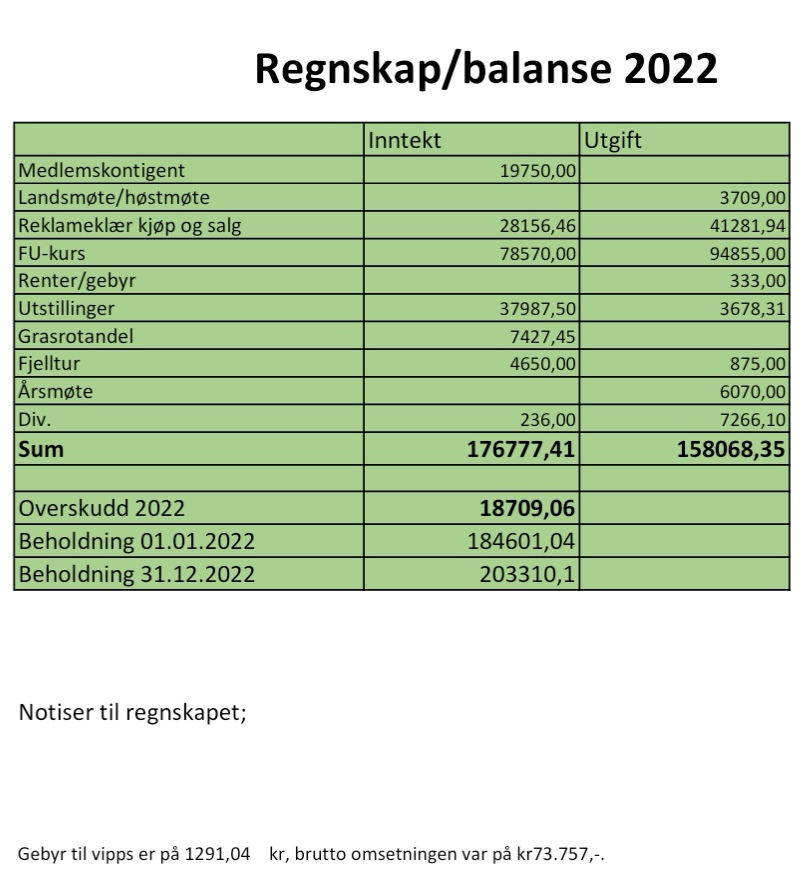 Regnskap/balanse 2022
Inntekt Utgift
Medlemskontigent 19750,00
Landsmøte/høstmøte 3709,00
Reklameklær kjøp og salg 28156,46 41281,94
FU-kurs 78570,00 94855,00
Renter/gebyr 333,00
Utstillinger 37987,50 3678,31
Grasrotandel 7427,45
Fjelltur 4650,00 875,00
Årsmøte 6070,00
Div. 236,00 7266,10
Sum 176777,41 158068,35
Overskudd 2022 18709,06
Beholdning 01.01.2022 184601,04
Beholdning 31.12.2022 203310,1
Notiser til regnskapet;
Gebyr til vipps er på 1291,04 kr, brutto omsetningen var på kr73.757,-.